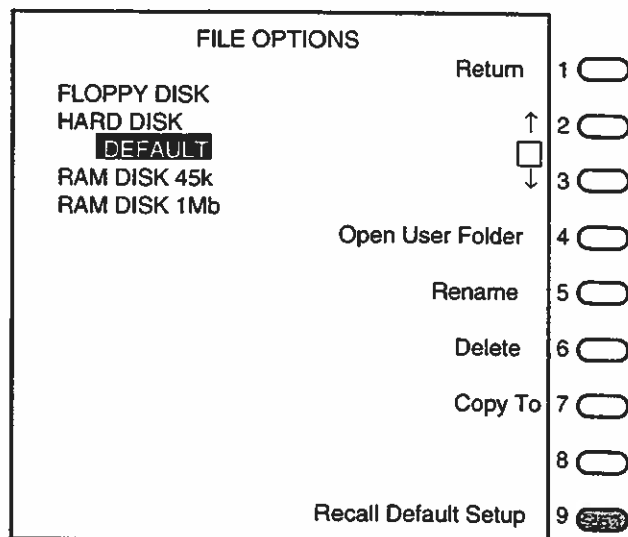 FILE OPTIONS
Return 1
FLOPPY DISK
HARD DISK
↑ 2
DEFAULT
RAM DISK 45k
↓ 3
RAM DISK 1Mb
Open User Folder 4
Rename 5
Delete 6
Copy To 7
8
Recall Default Setup 9